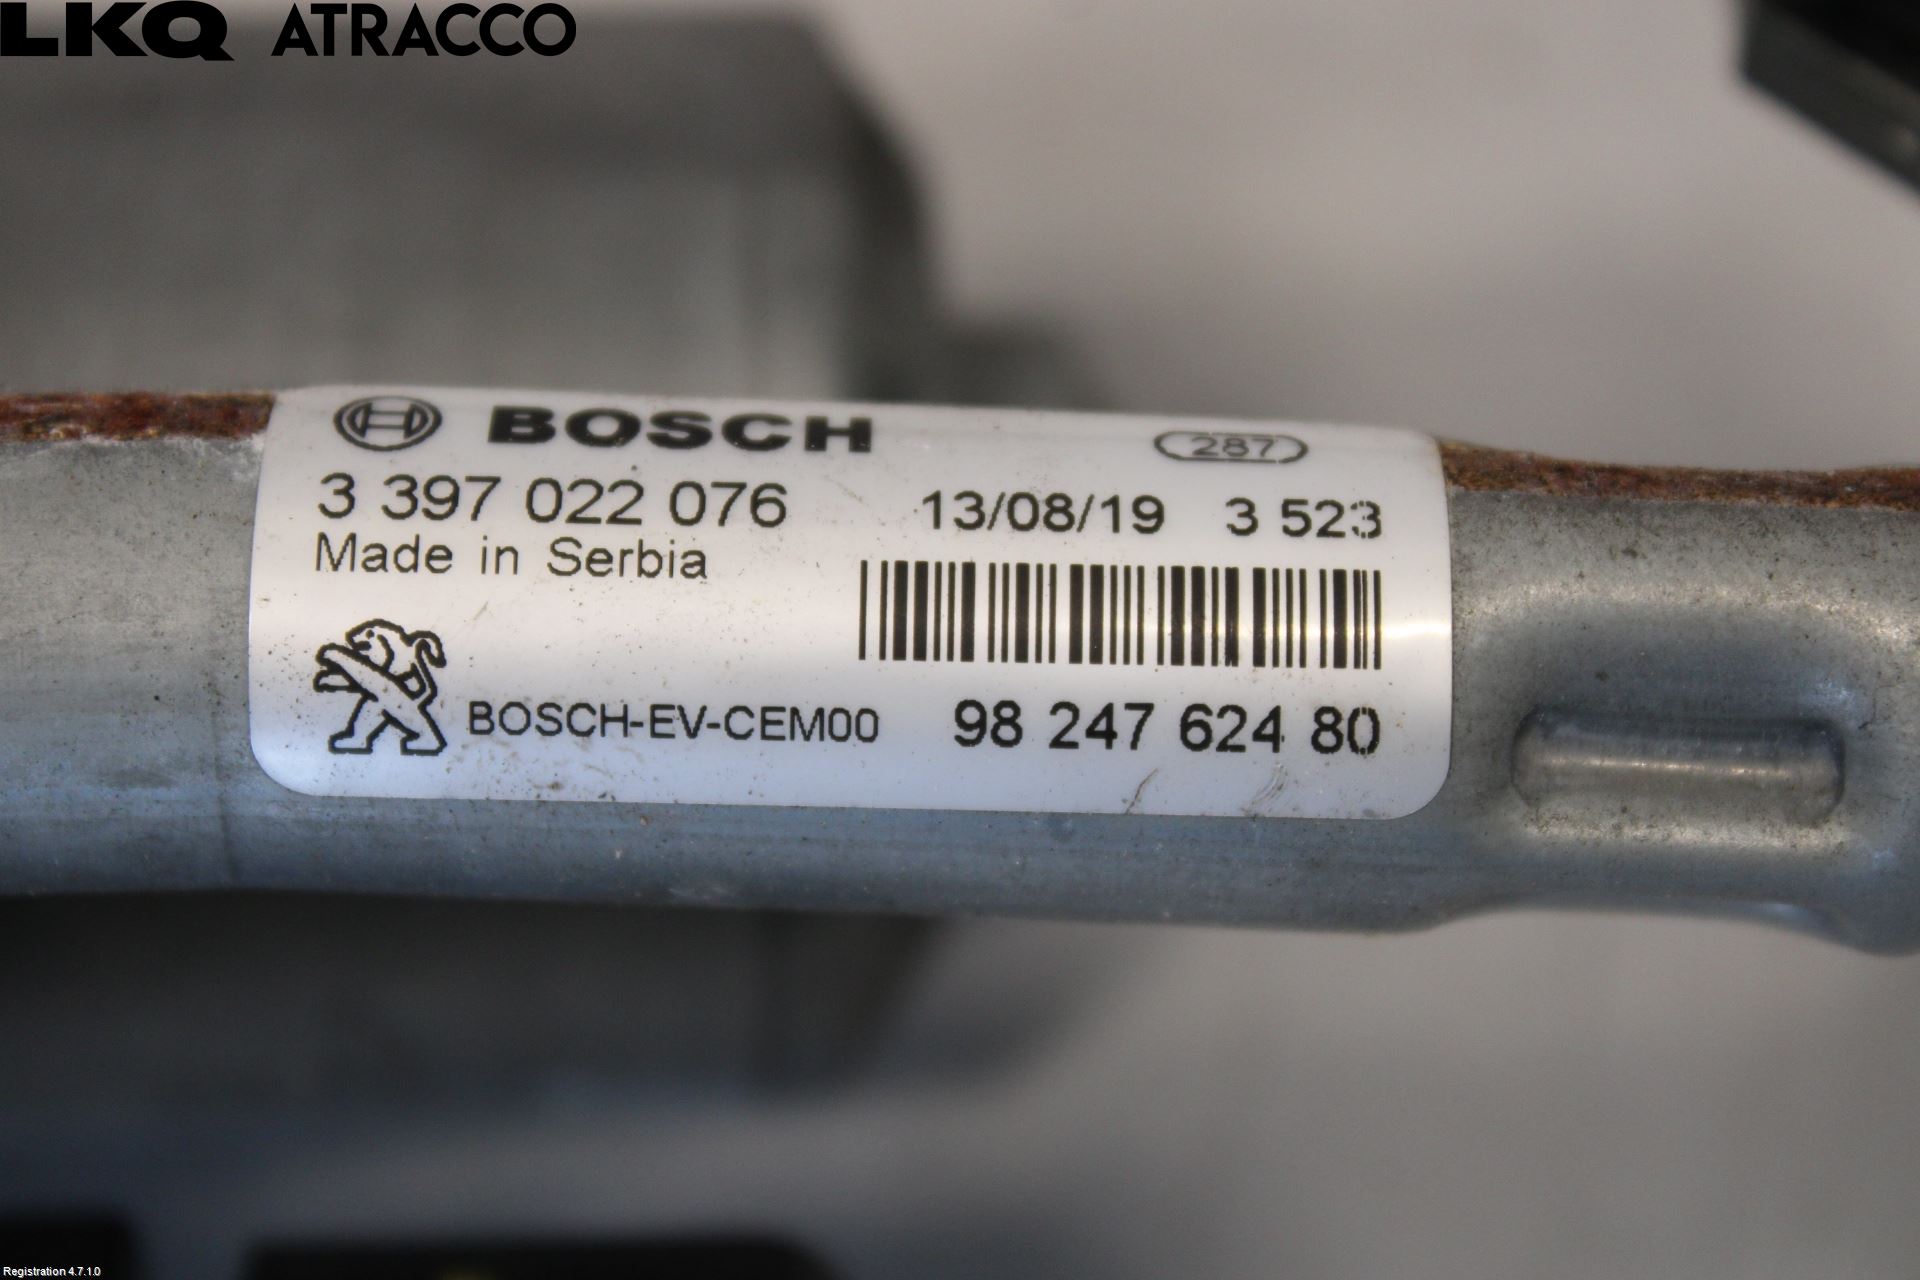 LKQ ATRACCO
BOSCH 287
3 397 022 076 13/08/19 3 523
Made in Serbia
BOSCH-EV-CEM00 98 247 624 80
Registration 4.7.1.0